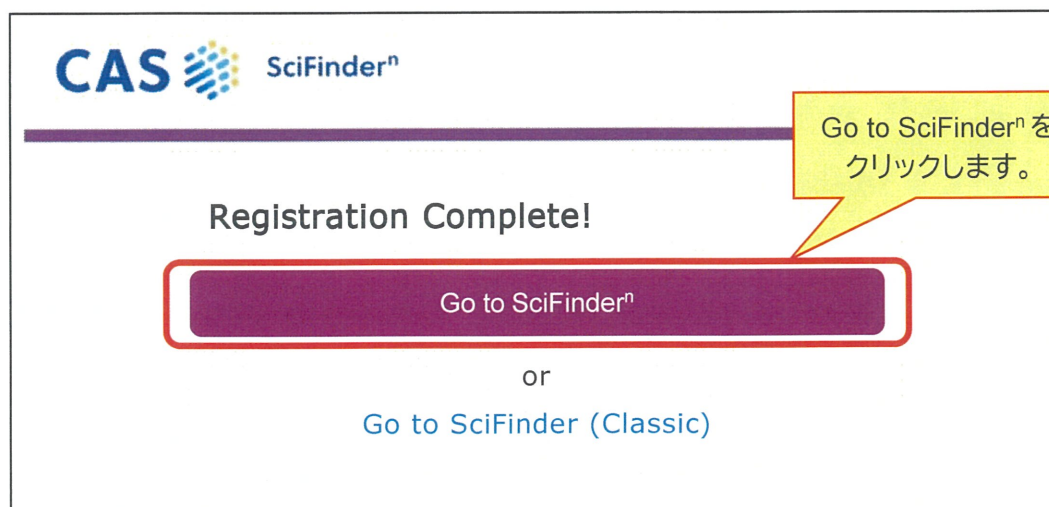 CAS SciFinderⁿ
Go to SciFinderⁿ を
クリックします。
Registration Complete!
Go to SciFinderⁿ
or
Go to SciFinder (Classic)